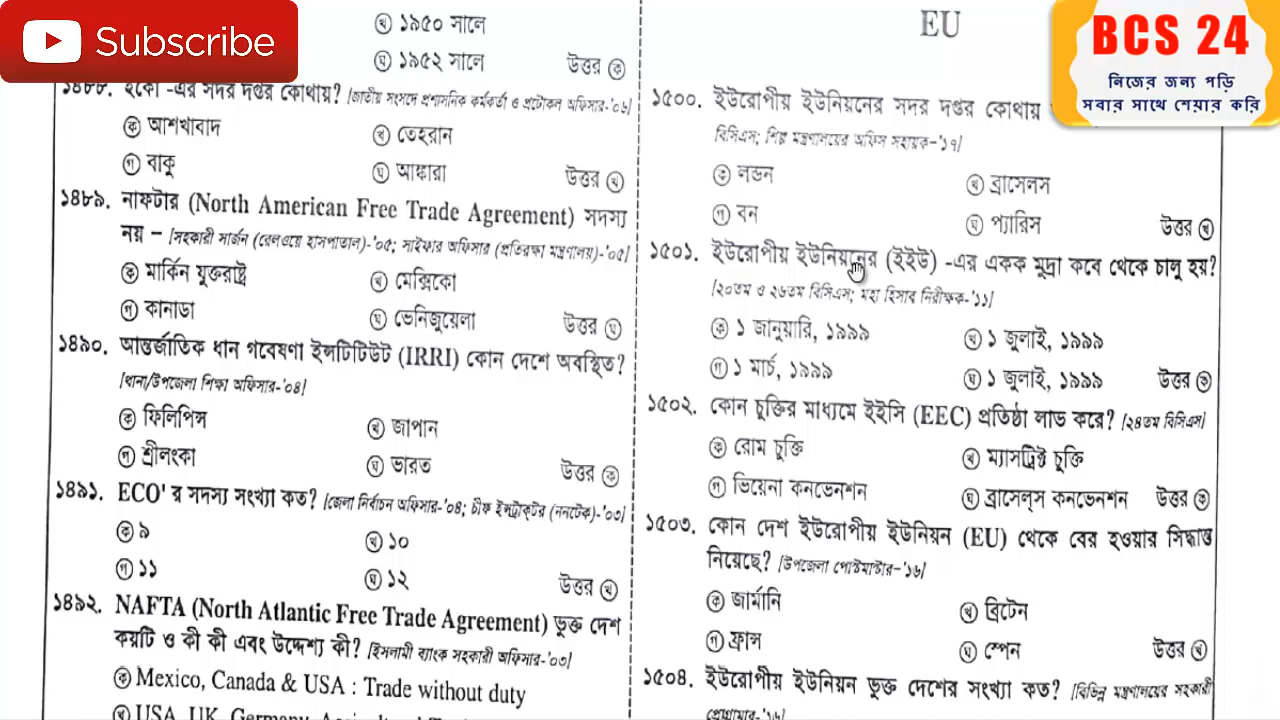 Subscribe
BCS 24
নিজের জন্য পড়ি
সবার সাথে শেয়ার করি
খ ১৯৫০ সালে
ঘ ১৯৫২ সালে উত্তর ক
১৪৮৮. ইকো -এর সদর দপ্তর কোথায়? [জাতীয় সংসদে প্রশাসনিক কর্মকর্তা ও প্রটোকল অফিসার-'০৬]
ক আশখাবাদ খ তেহরান
গ বাকু ঘ আঙ্কারা উত্তর খ
১৪৮৯. নাফটার (North American Free Trade Agreement) সদস্য
নয় – [সহকারী সার্জন (রেলওয়ে হাসপাতাল)-'০৫; সাইফার অফিসার (প্রতিরক্ষা মন্ত্রণালয়)-'০৫]
ক মার্কিন যুক্তরাষ্ট্র খ মেক্সিকো
গ কানাডা ঘ ভেনিজুয়েলা উত্তর ঘ
১৪৯০. আন্তর্জাতিক ধান গবেষণা ইন্সটিটিউট (IRRI) কোন দেশে অবস্থিত?
[থানা/উপজেলা শিক্ষা অফিসার-'০৪]
ক ফিলিপিন্স খ জাপান
গ শ্রীলংকা ঘ ভারত উত্তর ক
১৪৯১. ECO' র সদস্য সংখ্যা কত? [জেলা নির্বাচন অফিসার-'০৪; চীফ ইন্সট্রাক্টর (ননটেক)-'০৩]
ক ৯ খ ১০
গ ১১ ঘ ১২ উত্তর খ
১৪৯২. NAFTA (North Atlantic Free Trade Agreement) ভুক্ত দেশ
কয়টি ও কী কী এবং উদ্দেশ্য কী? [ইসলামী ব্যাংক সহকারী অফিসার-'০৩]
ক Mexico, Canada & USA : Trade without duty
খ USA, UK, Germany,
EU
১৫০০. ইউরোপীয় ইউনিয়নের সদর দপ্তর কোথায়
বিসিএস; শিল্প মন্ত্রণালয়ের অফিস সহায়ক-'১৭]
ক লন্ডন খ ব্রাসেলস
গ বন ঘ প্যারিস উত্তর খ
১৫০১. ইউরোপীয় ইউনিয়নের (ইইউ) -এর একক মুদ্রা কবে থেকে চালু হয়?
[২০তম ও ২৬তম বিসিএস; মহা হিসাব নিরীক্ষক-'১১]
ক ১ জানুয়ারি, ১৯৯৯ খ ১ জুলাই, ১৯৯৯
গ ১ মার্চ, ১৯৯৯ ঘ ১ জুলাই, ১৯৯৯ উত্তর ক
১৫০২. কোন চুক্তির মাধ্যমে ইইসি (EEC) প্রতিষ্ঠা লাভ করে? [২৪তম বিসিএস]
ক রোম চুক্তি খ ম্যাসট্রিক্ট চুক্তি
গ ভিয়েনা কনভেনশন ঘ ব্রাসেল্স কনভেনশন উত্তর ক
১৫০৩. কোন দেশ ইউরোপীয় ইউনিয়ন (EU) থেকে বের হওয়ার সিদ্ধান্ত
নিয়েছে? [উপজেলা পোস্টমাস্টার-'১৬]
ক জার্মানি খ ব্রিটেন
গ ফ্রান্স ঘ স্পেন উত্তর খ
১৫০৪. ইউরোপীয় ইউনিয়ন ভুক্ত দেশের সংখ্যা কত? [বিভিন্ন মন্ত্রণালয়ের সহকারী
প্রোগ্রামার-'১৬]